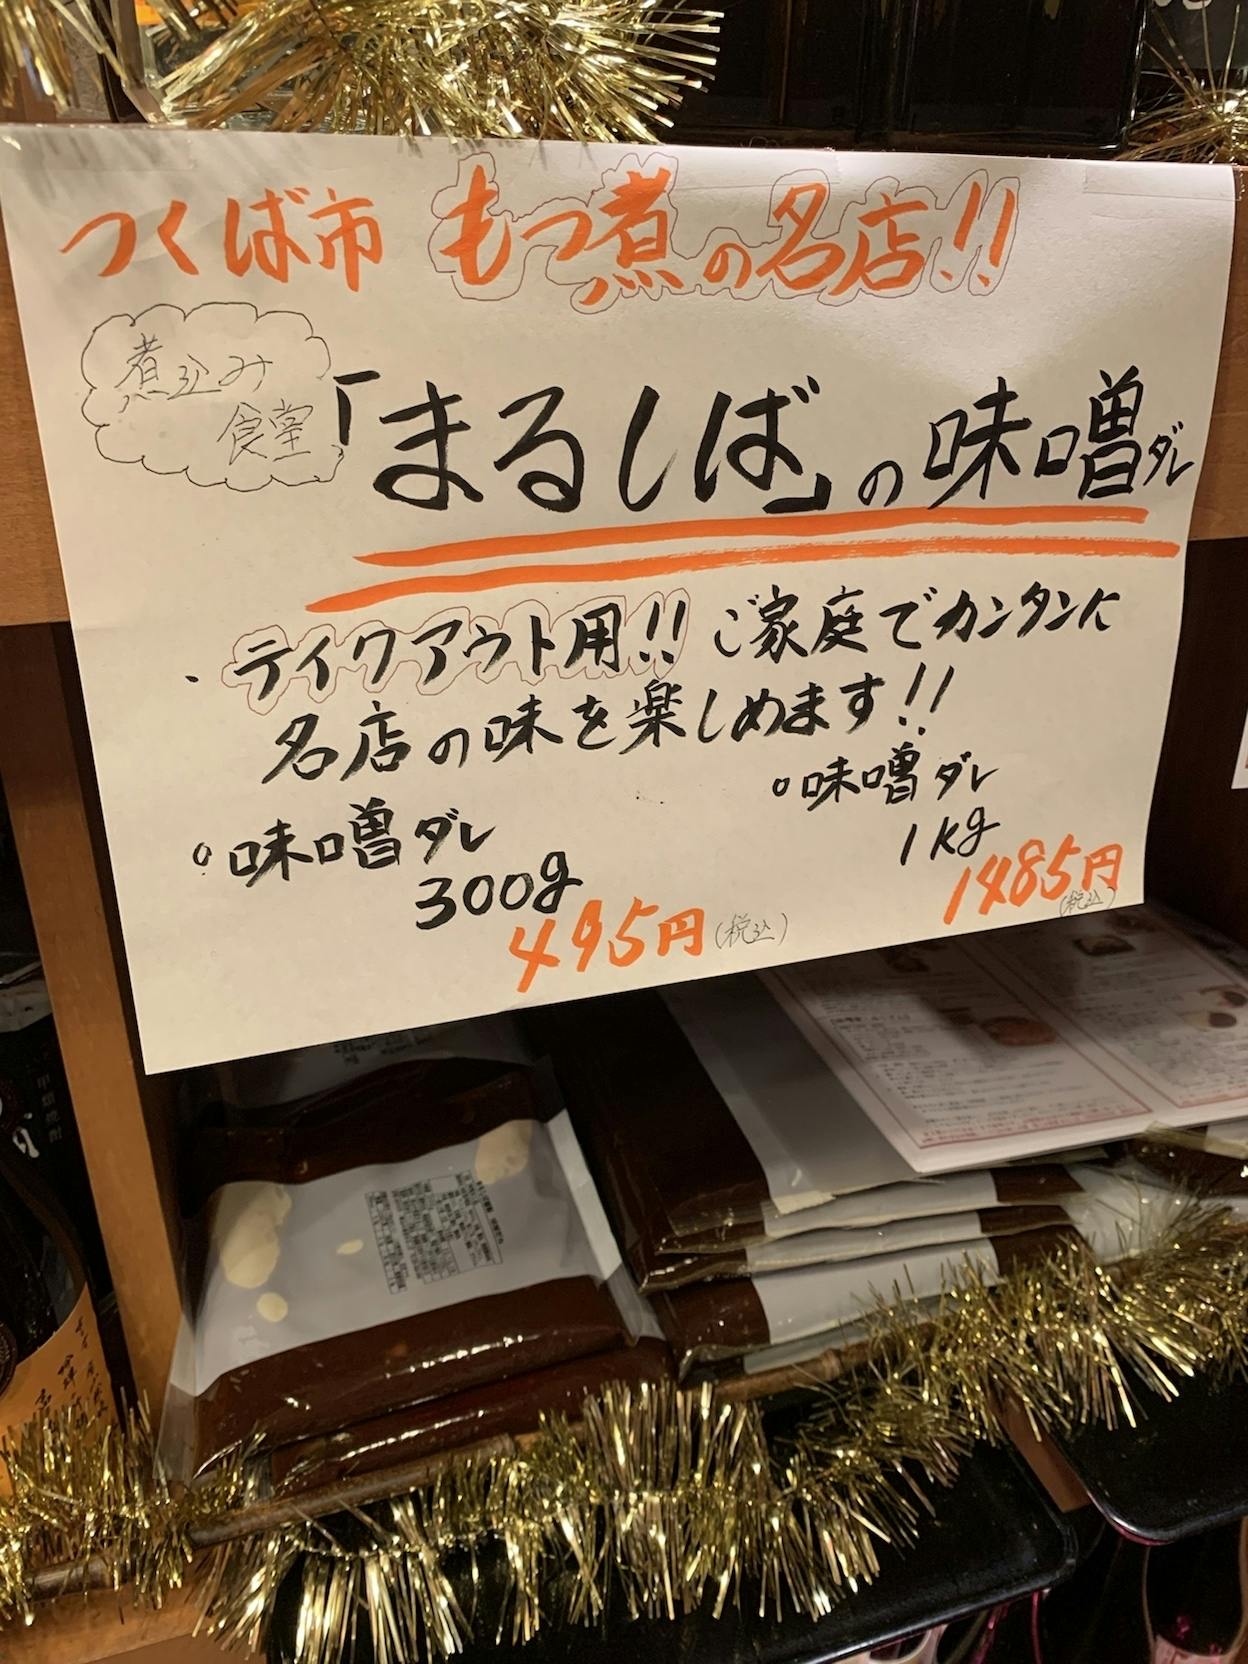 つくば市 もつ煮の名店!!
煮込み
食堂
「まるしば」の味噌ダレ
・テイクアウト用!! ご家庭でカンタンに
名店の味を楽しめます!!
○味噌ダレ
300g
495円(税込)
○味噌ダレ
1kg
1485円
(税込)